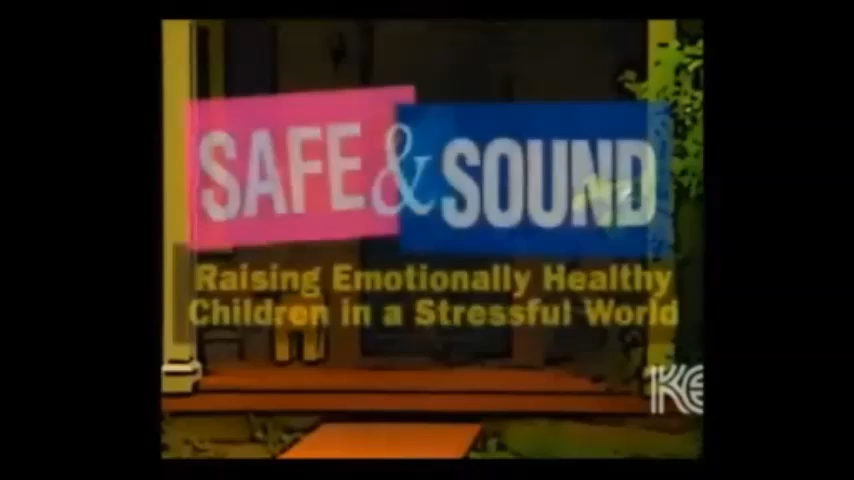 SAFE & SOUND
Raising Emotionally Healthy
Children in a Stressful World